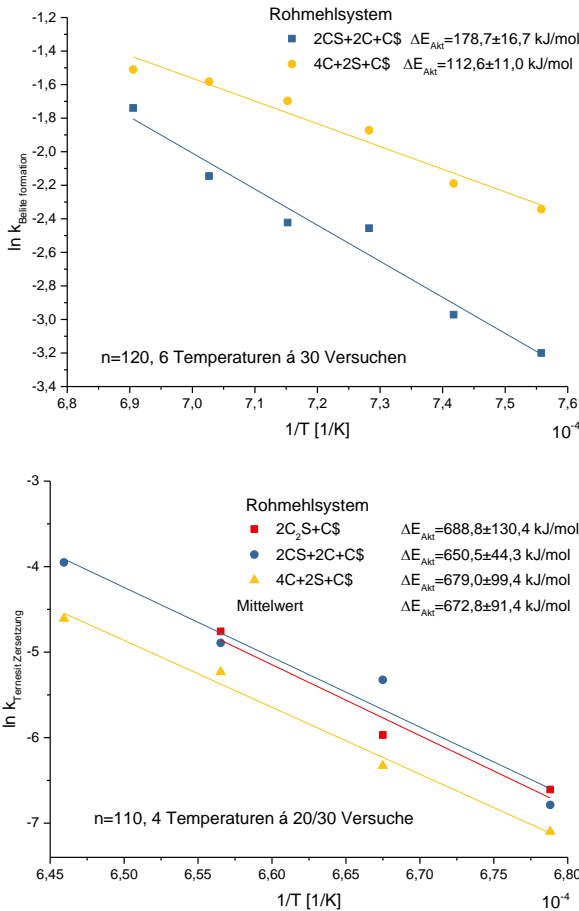 Rohmehlsystem
2CS+2C+C$ ΔE_Akt=178,7±16,7 kJ/mol
4C+2S+C$ ΔE_Akt=112,6±11,0 kJ/mol
-1,0
-1,2
-1,4
-1,6
-1,8
-2,0
-2,2
-2,4
-2,6
-2,8
-3,0
-3,2
-3,4
ln k_Belite formation
n=120, 6 Temperaturen á 30 Versuchen
6,8 6,9 7,0 7,1 7,2 7,3 7,4 7,5 7,6
1/T [1/K] 10^-4
-3
-4
-5
-6
-7
ln k_Ternesit Zersetzung
Rohmehlsystem
2C₂S+C$ ΔE_Akt=688,8±130,4 kJ/mol
2CS+2C+C$ ΔE_Akt=650,5±44,3 kJ/mol
4C+2S+C$ ΔE_Akt=679,0±99,4 kJ/mol
Mittelwert ΔE_Akt=672,8±91,4 kJ/mol
n=110, 4 Temperaturen á 20/30 Versuche
6,45 6,50 6,55 6,60 6,65 6,70 6,75 6,80
1/T [1/K] 10^-4